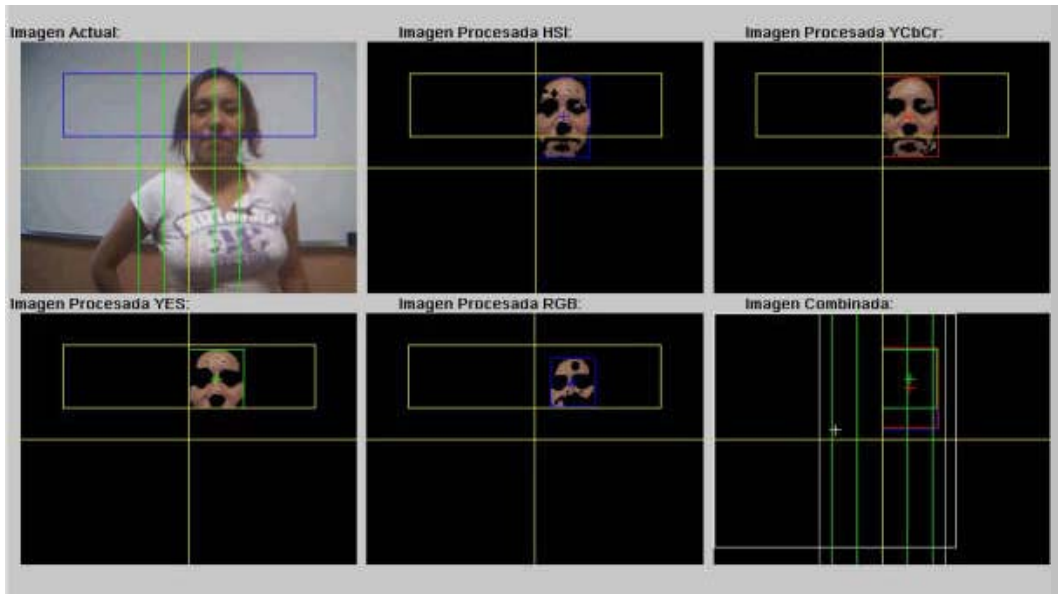 Imagen Actual:
Imagen Procesada HSI:
Imagen Procesada YCbCr:
Imagen Procesada YES:
Imagen Procesada RGB:
Imagen Combinada: